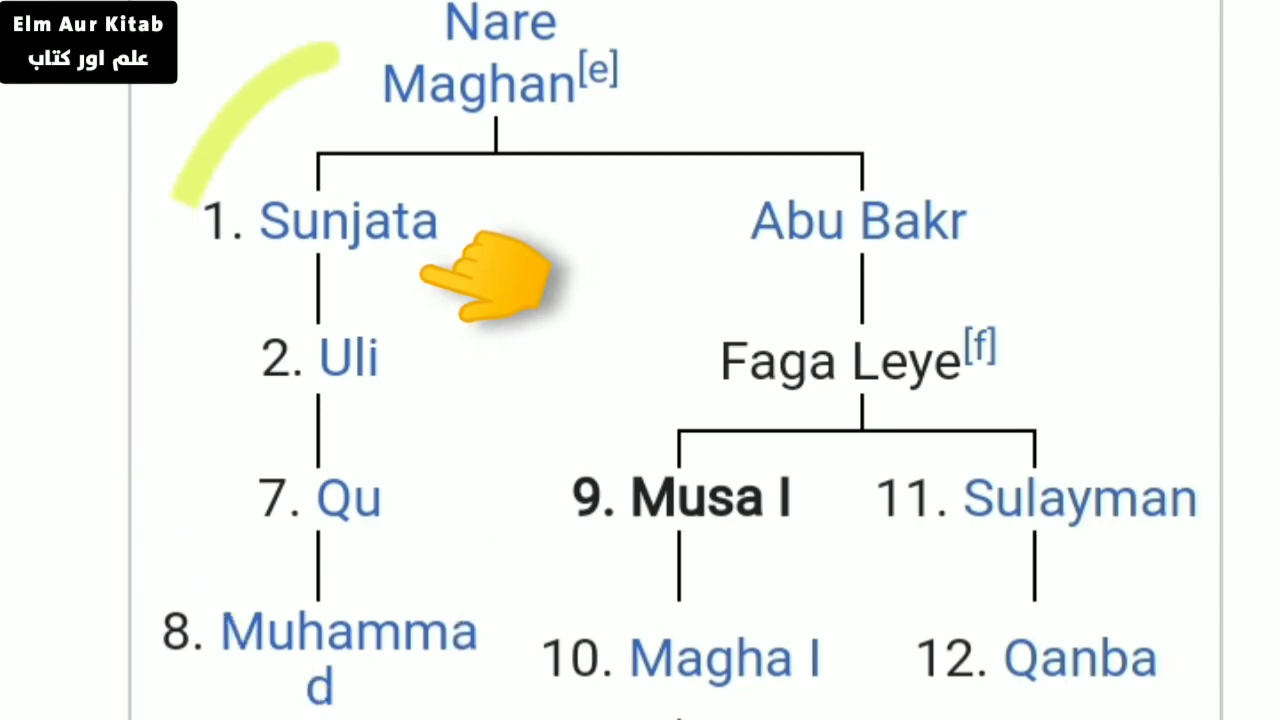 Elm Aur Kitab
علم اور کتاب
Nare
Maghan[e]
1. Sunjata
Abu Bakr
2. Uli
Faga Leye[f]
7. Qu
9. Musa I
11. Sulayman
8. Muhamma
d
10. Magha I
12. Qanba